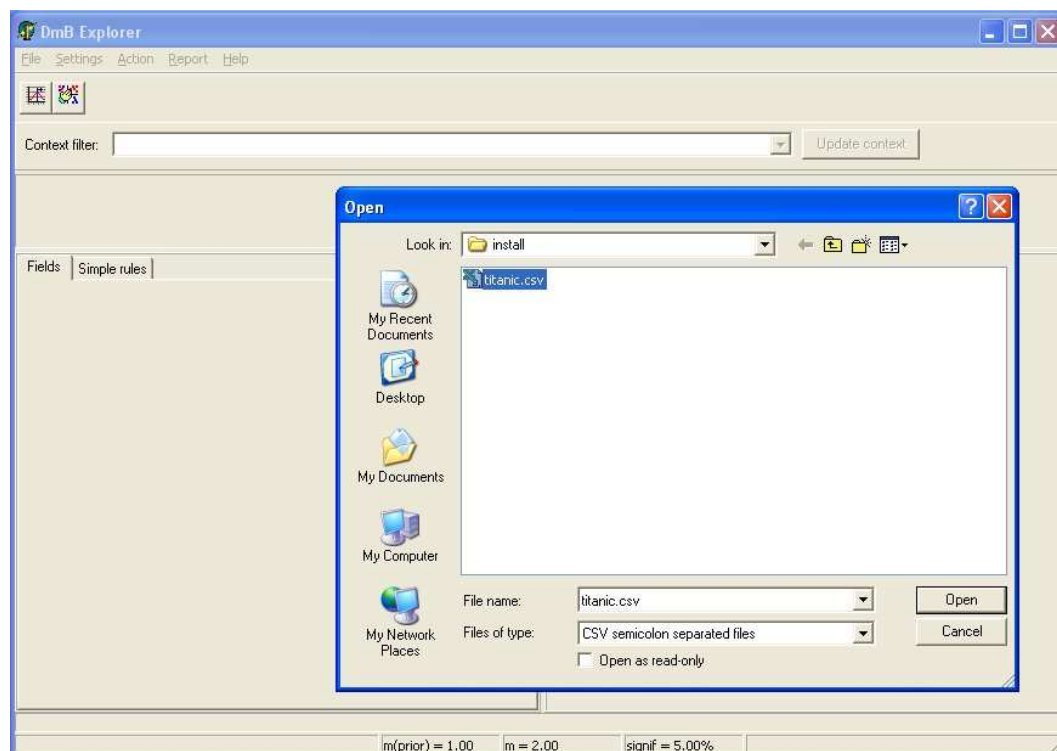 DmB Explorer
File Settings Action Report Help
Context filter: Update context
Open
Look in: install
Fields Simple rules
titanic.csv
My Recent
Documents
Desktop
My Documents
My Computer
File name: titanic.csv Open
My Network
Places
Files of type: CSV semicolon separated files Cancel
Open as read-only
m(prior) = 1.00 m = 2.00 signif = 5.00%